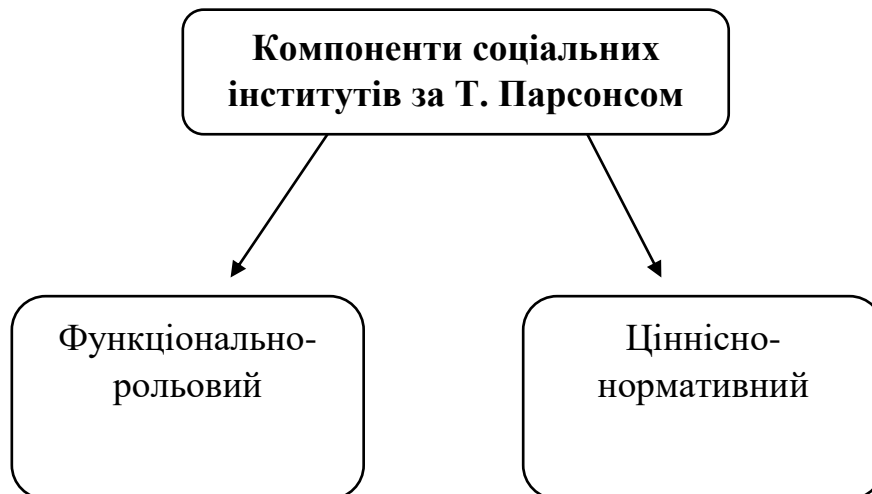 Компоненти соціальних
інститутів за Т. Парсонсом
Функціонально-
рольовий
Ціннісно-
нормативний